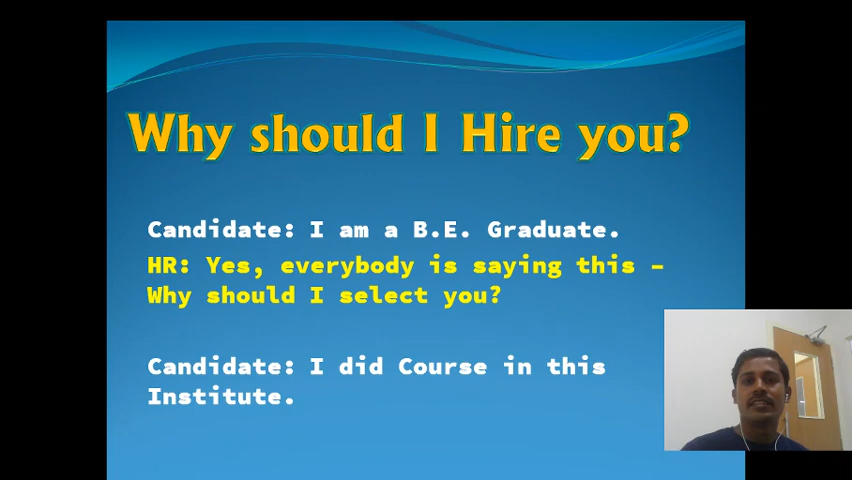 Why should I Hire you?
Candidate: I am a B.E. Graduate.
HR: Yes, everybody is saying this –
Why should I select you?
Candidate: I did Course in this
Institute.